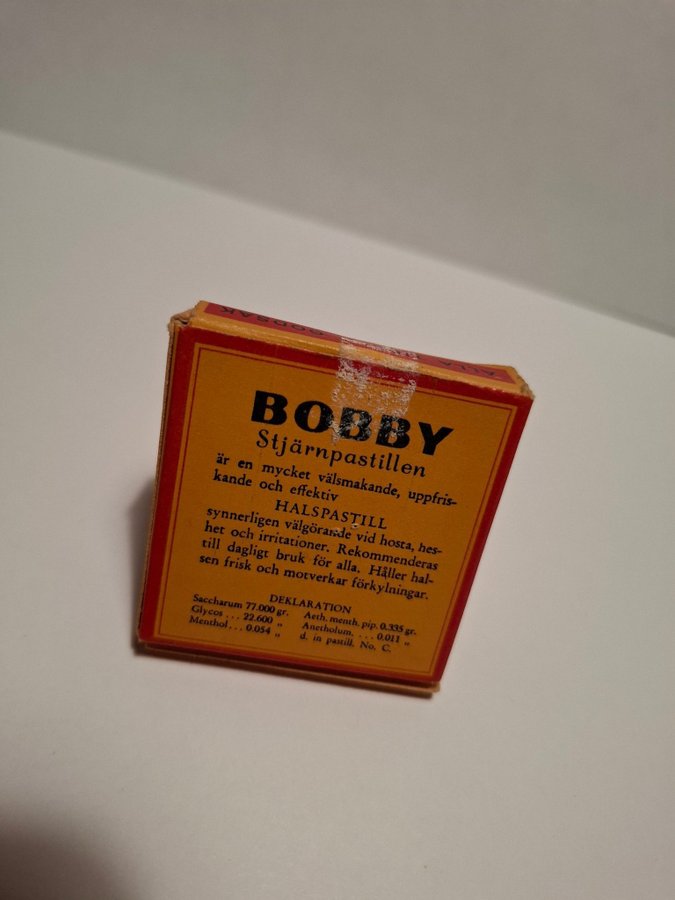 BOBBY
Stjärnpastillen
är en mycket välsmakande, uppfris-
kande och effektiv
HALSPASTILL
synnerligen välgörande vid hosta, hes-
het och irritationer. Rekommenderas
till dagligt bruk för alla. Håller hal-
sen frisk och motverkar förkylningar.
DEKLARATION
Saccharum 77.000 gr. Aeth. menth. pip. 0.335 gr.
Glycos ... 22.600 „ Anetholum. ... 0.011 „
Menthol ... 0.054 „ d. in pastill. No. C.
ALLA
GODSAK